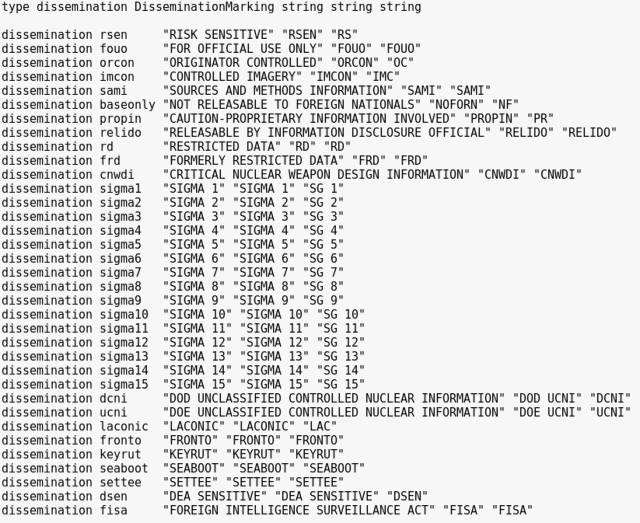 type dissemination DisseminationMarking string string string
dissemination rsen "RISK SENSITIVE" "RSEN" "RS"
dissemination fouo "FOR OFFICIAL USE ONLY" "FOUO" "FOUO"
dissemination orcon "ORIGINATOR CONTROLLED" "ORCON" "OC"
dissemination imcon "CONTROLLED IMAGERY" "IMCON" "IMC"
dissemination sami "SOURCES AND METHODS INFORMATION" "SAMI" "SAMI"
dissemination baseonly "NOT RELEASABLE TO FOREIGN NATIONALS" "NOFORN" "NF"
dissemination propin "CAUTION-PROPRIETARY INFORMATION INVOLVED" "PROPIN" "PR"
dissemination relido "RELEASABLE BY INFORMATION DISCLOSURE OFFICIAL" "RELIDO" "RELIDO"
dissemination rd "RESTRICTED DATA" "RD" "RD"
dissemination frd "FORMERLY RESTRICTED DATA" "FRD" "FRD"
dissemination cnwdi "CRITICAL NUCLEAR WEAPON DESIGN INFORMATION" "CNWDI" "CNWDI"
dissemination sigma1 "SIGMA 1" "SIGMA 1" "SG 1"
dissemination sigma2 "SIGMA 2" "SIGMA 2" "SG 2"
dissemination sigma3 "SIGMA 3" "SIGMA 3" "SG 3"
dissemination sigma4 "SIGMA 4" "SIGMA 4" "SG 4"
dissemination sigma5 "SIGMA 5" "SIGMA 5" "SG 5"
dissemination sigma6 "SIGMA 6" "SIGMA 6" "SG 6"
dissemination sigma7 "SIGMA 7" "SIGMA 7" "SG 7"
dissemination sigma8 "SIGMA 8" "SIGMA 8" "SG 8"
dissemination sigma9 "SIGMA 9" "SIGMA 9" "SG 9"
dissemination sigma10 "SIGMA 10" "SIGMA 10" "SG 10"
dissemination sigma11 "SIGMA 11" "SIGMA 11" "SG 11"
dissemination sigma12 "SIGMA 12" "SIGMA 12" "SG 12"
dissemination sigma13 "SIGMA 13" "SIGMA 13" "SG 13"
dissemination sigma14 "SIGMA 14" "SIGMA 14" "SG 14"
dissemination sigma15 "SIGMA 15" "SIGMA 15" "SG 15"
dissemination dcni "DOD UNCLASSIFIED CONTROLLED NUCLEAR INFORMATION" "DOD UCNI" "DCNI"
dissemination ucni "DOE UNCLASSIFIED CONTROLLED NUCLEAR INFORMATION" "DOE UCNI" "UCNI"
dissemination laconic "LACONIC" "LACONIC" "LAC"
dissemination fronto "FRONTO" "FRONTO" "FRONTO"
dissemination keyrut "KEYRUT" "KEYRUT" "KEYRUT"
dissemination seaboot "SEABOOT" "SEABOOT" "SEABOOT"
dissemination settee "SETTEE" "SETTEE" "SETTEE"
dissemination dsen "DEA SENSITIVE" "DEA SENSITIVE" "DSEN"
dissemination fisa "FOREIGN INTELLIGENCE SURVEILLANCE ACT" "FISA" "FISA"